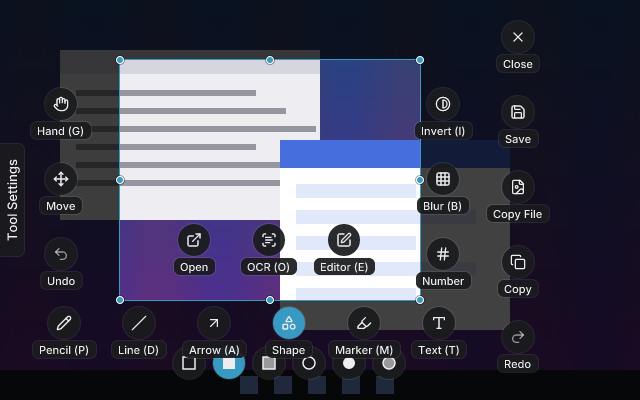 Close
Hand (G)
Invert (I)
Save
Tool Settings
Move
Blur (B)
Copy File
Open
OCR (O)
Editor (E)
Undo
Number
Copy
Pencil (P)
Line (D)
Arrow (A)
Shape
Marker (M)
Text (T)
Redo